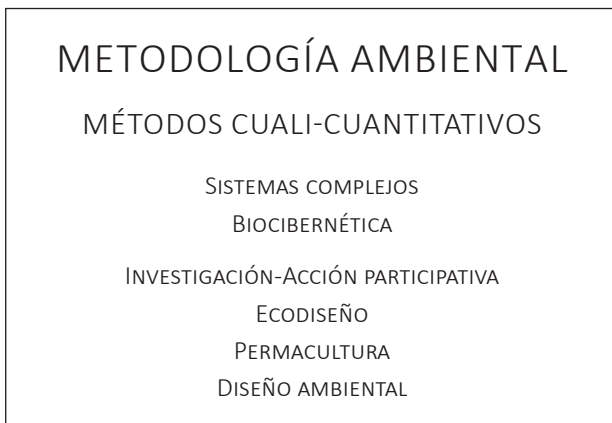 METODOLOGÍA AMBIENTAL
MÉTODOS CUALI-CUANTITATIVOS
SISTEMAS COMPLEJOS
BIOCIBERNÉTICA
INVESTIGACIÓN-ACCIÓN PARTICIPATIVA
ECODISEÑO
PERMACULTURA
DISEÑO AMBIENTAL